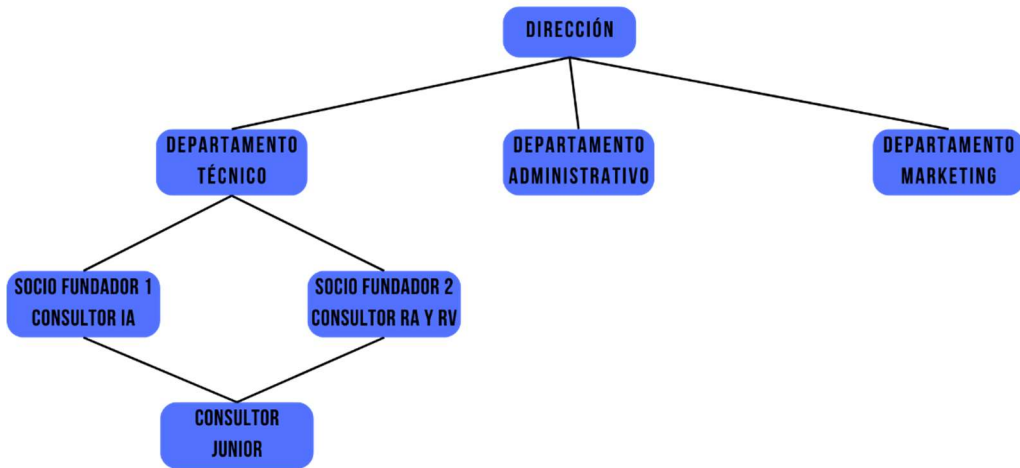 DIRECCIÓN
DEPARTAMENTO
TÉCNICO
DEPARTAMENTO
ADMINISTRATIVO
DEPARTAMENTO
MARKETING
SOCIO FUNDADOR 1
CONSULTOR IA
SOCIO FUNDADOR 2
CONSULTOR RA Y RV
CONSULTOR
JUNIOR